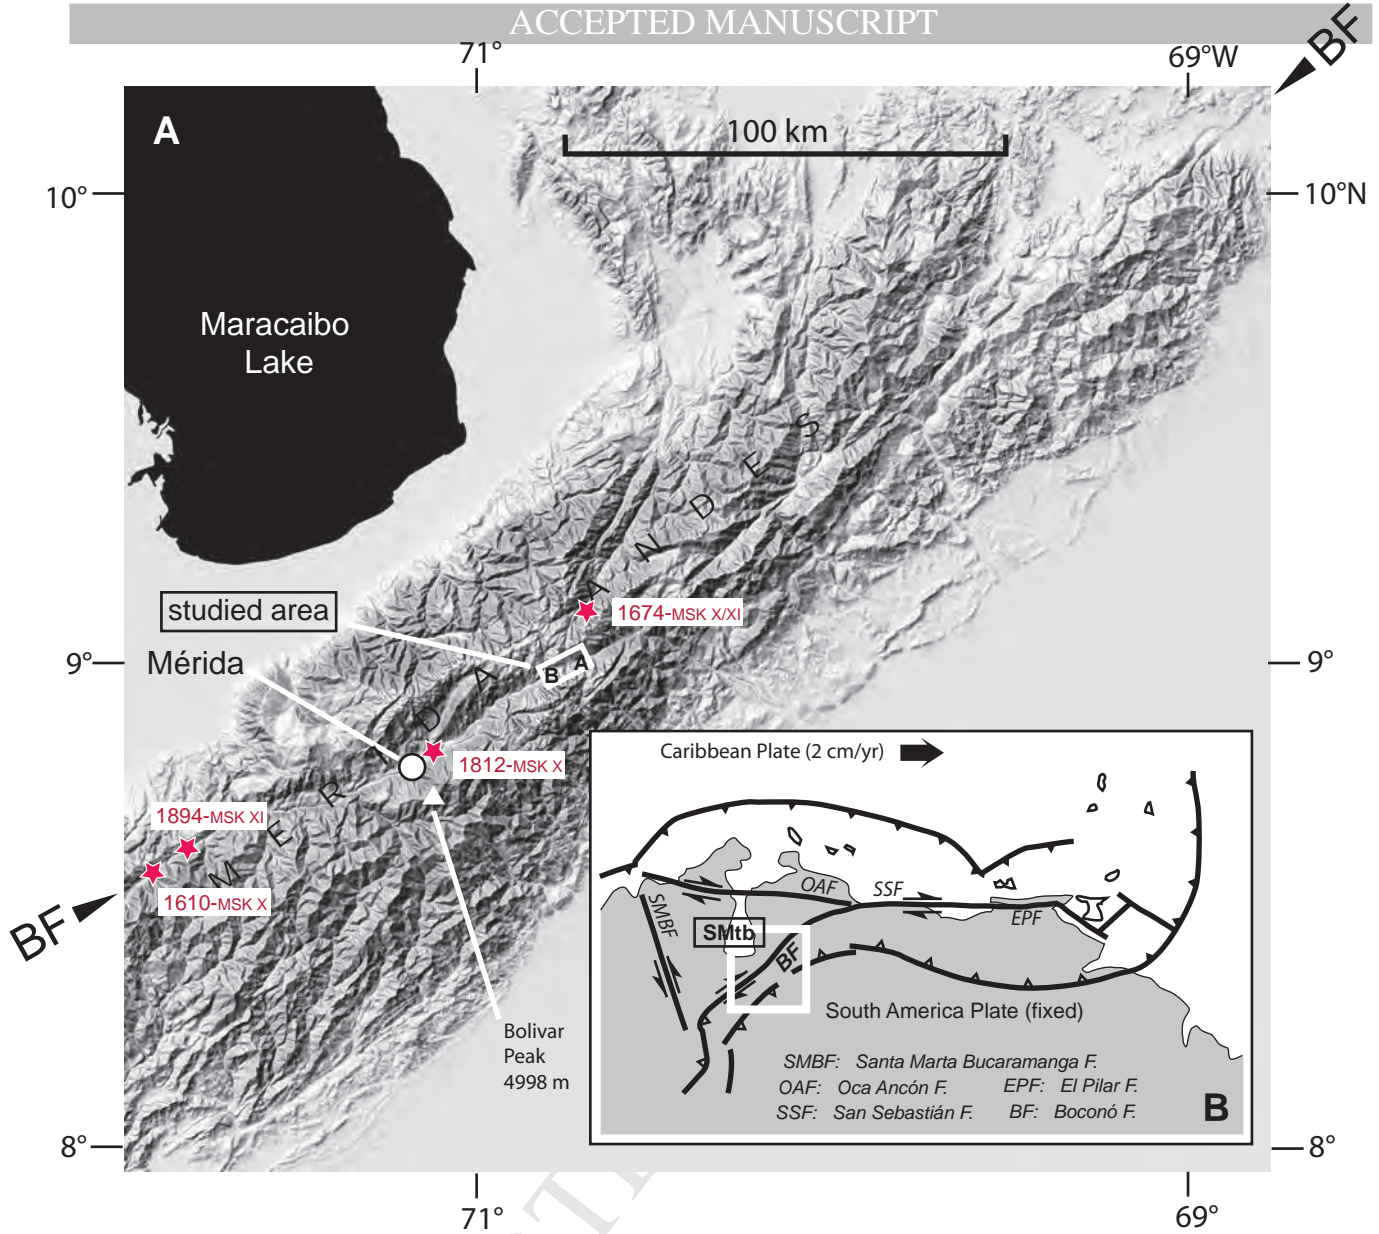 ACCEPTED MANUSCRIPT
BF
71°
69°W
A
100 km
10°
10°N
Maracaibo
Lake
MERIDA ANDES
studied area
1674-MSK X/XI
9°
9°
Mérida
A
B
1812-MSK X
1894-MSK XI
1610-MSK X
BF
Bolivar
Peak
4998 m
Caribbean Plate (2 cm/yr)
OAF
SSF
EPF
SMBF
SMtb
BF
South America Plate (fixed)
SMBF: Santa Marta Bucaramanga F.
OAF: Oca Ancón F. EPF: El Pilar F.
SSF: San Sebastián F. BF: Boconó F.
B
8°
8°
71°
69°